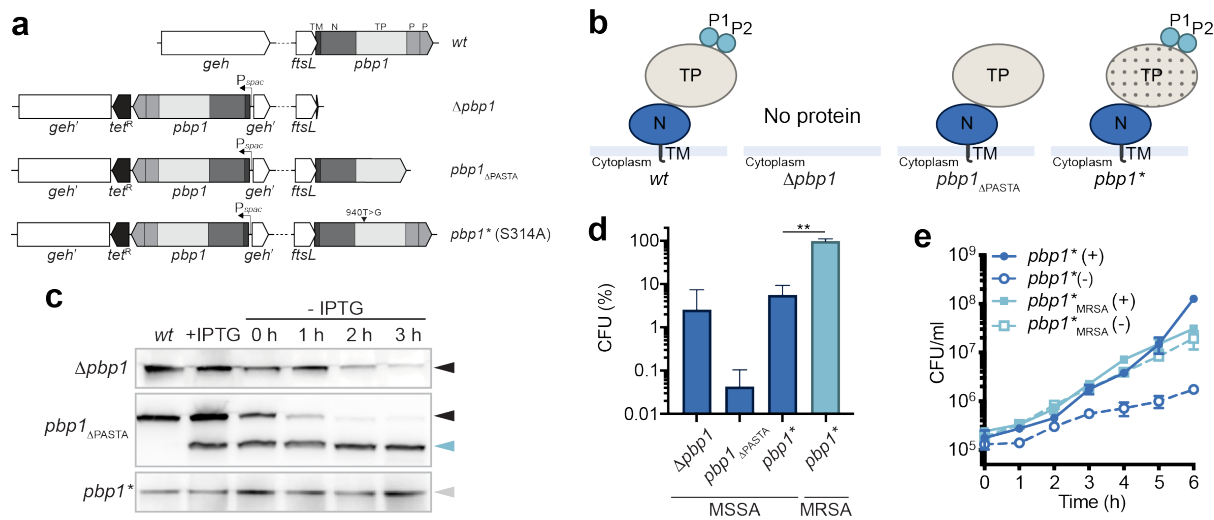 a
TM N TP P P
wt
geh ftsL pbp1
Pspac
Δpbp1
geh' tetR pbp1 geh' ftsL
Pspac
pbp1ΔPASTA
geh' tetR pbp1 geh' ftsL
Pspac
940T>G
pbp1* (S314A)
geh' tetR pbp1 geh' ftsL pbp1
b
P1 P2
TP
N
TM
Cytoplasm
wt
No protein
Cytoplasm
Δpbp1
TP
N
TM
Cytoplasm
pbp1ΔPASTA
P1 P2
TP
N
TM
Cytoplasm
pbp1*
c
- IPTG
wt +IPTG 0 h 1 h 2 h 3 h
Δpbp1
pbp1ΔPASTA
pbp1*
d
**
CFU (%)
100
10
1
0.1
0.01
Δpbp1 pbp1ΔPASTA pbp1* pbp1*
MSSA MRSA
e
pbp1* (+)
pbp1*(-)
pbp1*MRSA (+)
pbp1*MRSA (-)
CFU/ml
10⁹
10⁸
10⁷
10⁶
10⁵
0 1 2 3 4 5 6
Time (h)